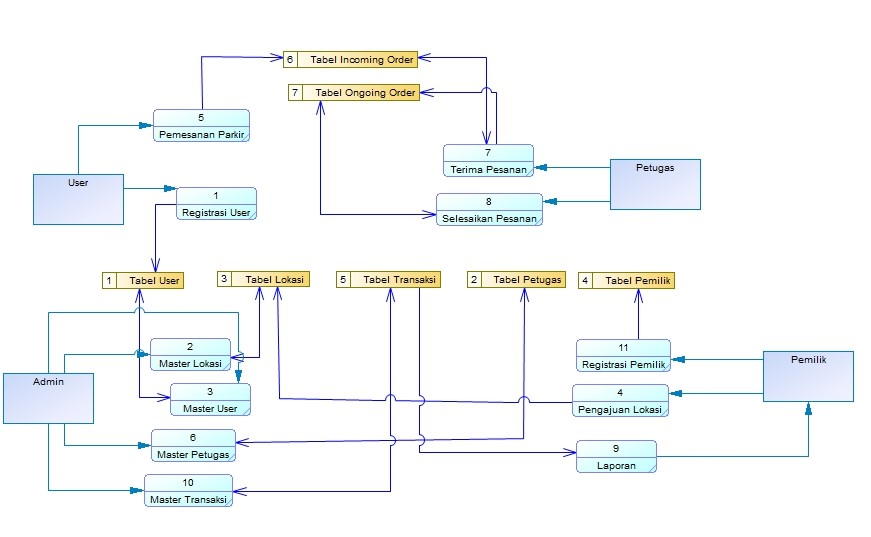 6 Tabel Incoming Order
7 Tabel Ongoing Order
5
Pemesanan Parkir
7
Terima Pesanan
Petugas
User
1
Registrasi User
8
Selesaikan Pesanan
1 Tabel User
3 Tabel Lokasi
5 Tabel Transaksi
2 Tabel Petugas
4 Tabel Pemilik
2
Master Lokasi
11
Registrasi Pemilik
Pemilik
Admin
3
Master User
4
Pengajuan Lokasi
6
Master Petugas
9
Laporan
10
Master Transaksi